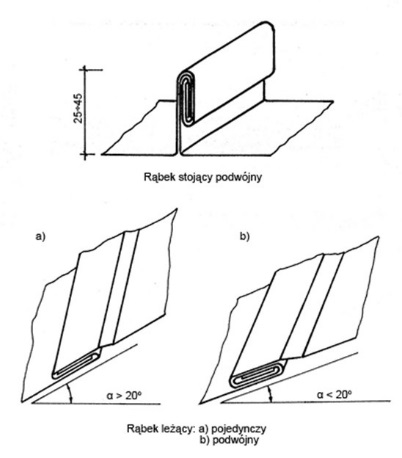 25÷45
Rąbek stojący podwójny
a)
b)
α > 20°
α < 20°
Rąbek leżący: a) pojedynczy
b) podwójny